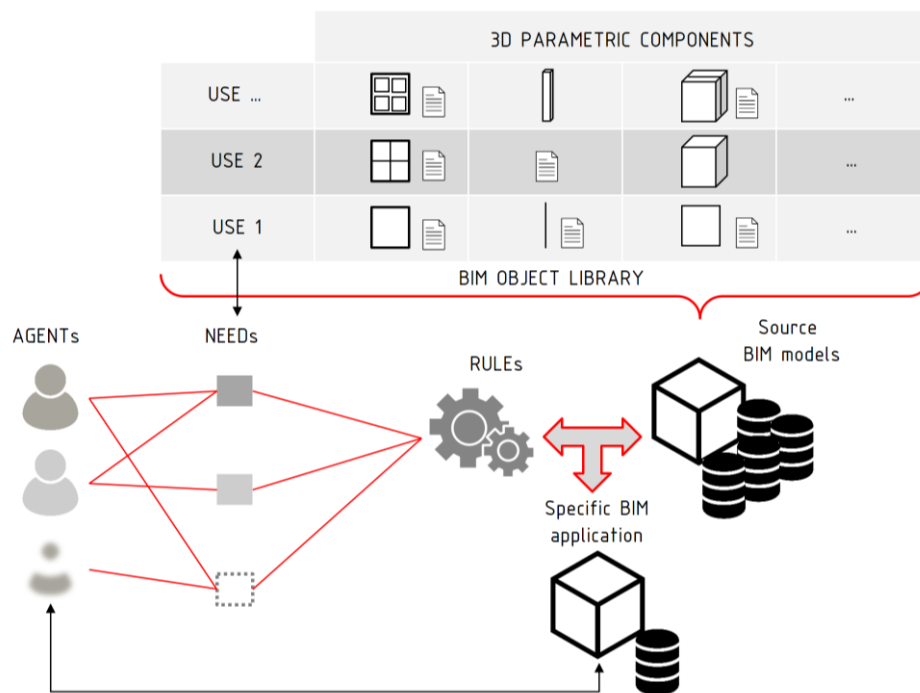 3D PARAMETRIC COMPONENTS
USE ...
...
USE 2
...
USE 1
...
BIM OBJECT LIBRARY
AGENTs
NEEDs
RULEs
Source
BIM models
Specific BIM
application